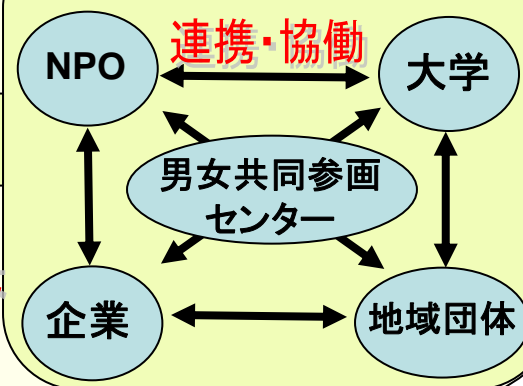 連携・協働
NPO
大学
男女共同参画
センター
企業
地域団体